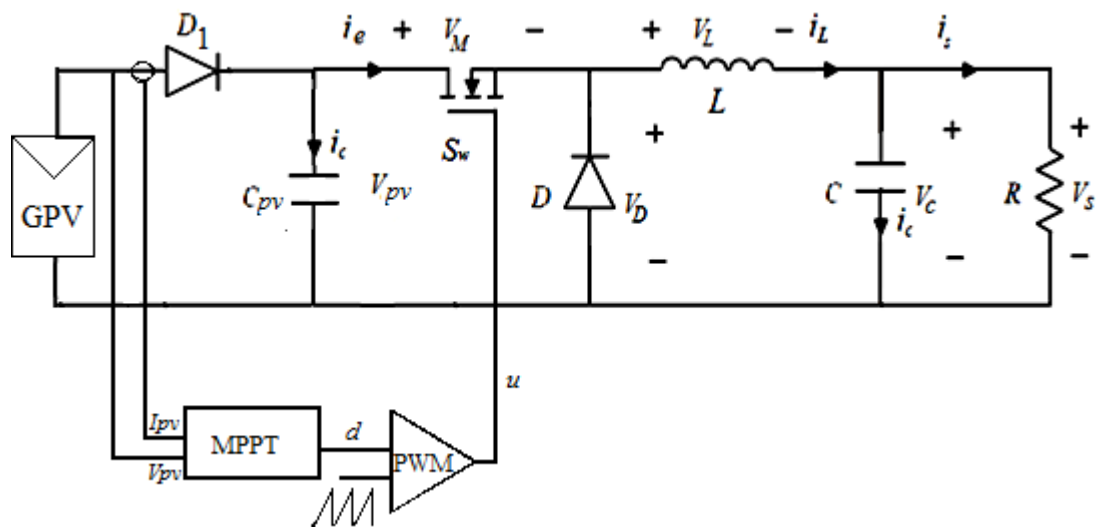 D1
ie + VM −
+ VL − iL
is
L
GPV
ic
Cpv
Vpv
Sw
D
+
VD
−
C
+
VC
ic
−
R
+
VS
−
u
Ipv
Vpv
MPPT
d
PWM